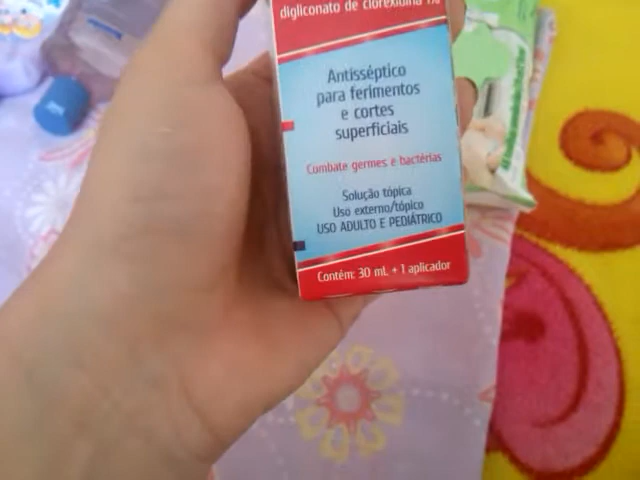 digliconato de clorexidina 1%
Antisséptico
para ferimentos
e cortes
superficiais
Combate germes e bactérias
Solução tópica
Uso externo/tópico
USO ADULTO E PEDIÁTRICO
Contém: 30 mL + 1 aplicador